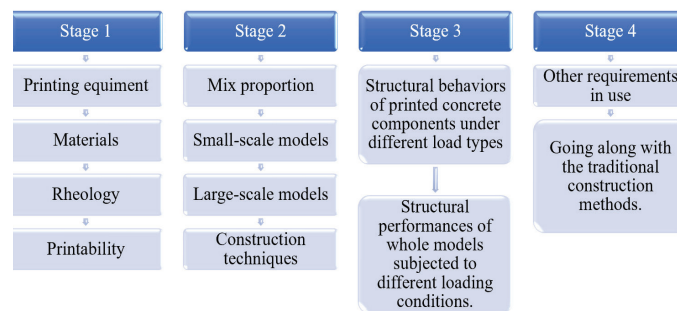 Stage 1
Printing equiment
Materials
Rheology
Printability
Stage 2
Mix proportion
Small-scale models
Large-scale models
Construction
techniques
Stage 3
Structural behaviors
of printed concrete
components under
different load types
Structural
performances of
whole models
subjected to
different loading
conditions.
Stage 4
Other requirements
in use
Going along with
the traditional
construction
methods.